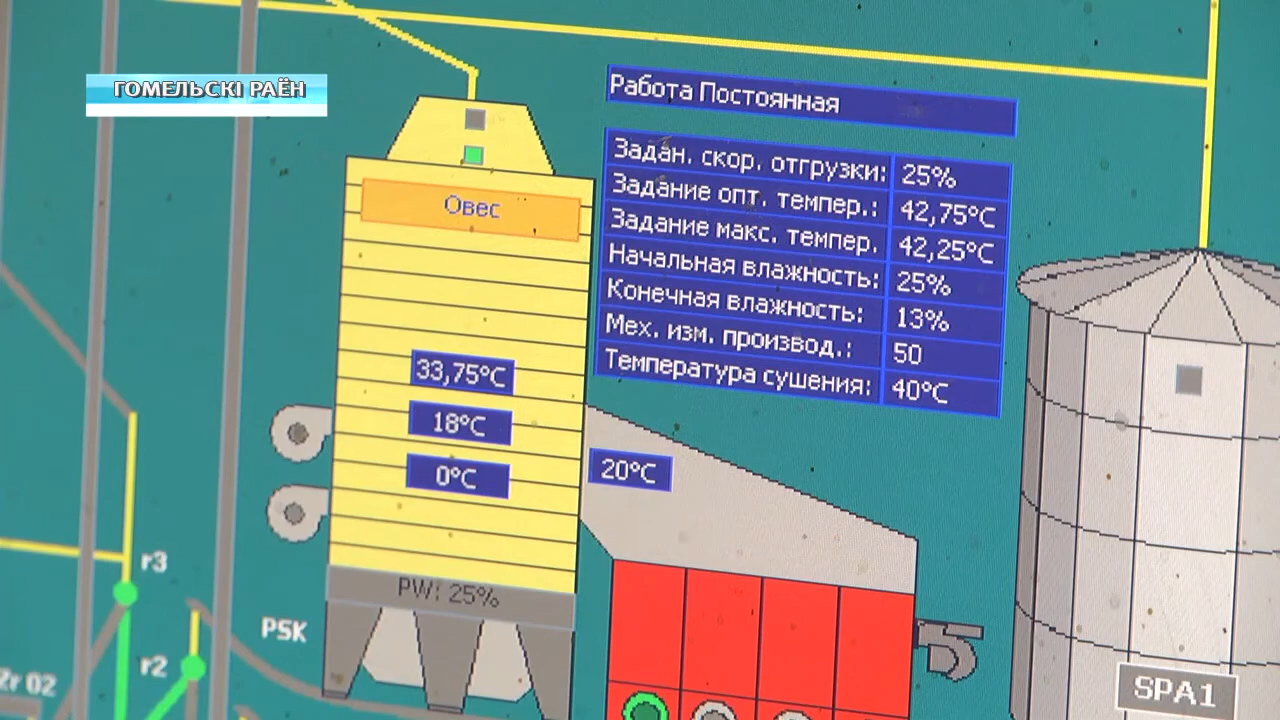 ГОМЕЛЬСКІ РАЁН
Работа Постоянная
Задан. скор. отгрузки: 25%
Задание опт. темпер.: 42,75°C
Задание макс. темпер. 42,25°C
Начальная влажность: 25%
Конечная влажность: 13%
Мех. изм. производ.: 50
Температура сушения: 40°C
Овес
33,75°C
18°C
0°C
20°C
PW: 25%
r3
PSK
r2
Zr 02
SPA1